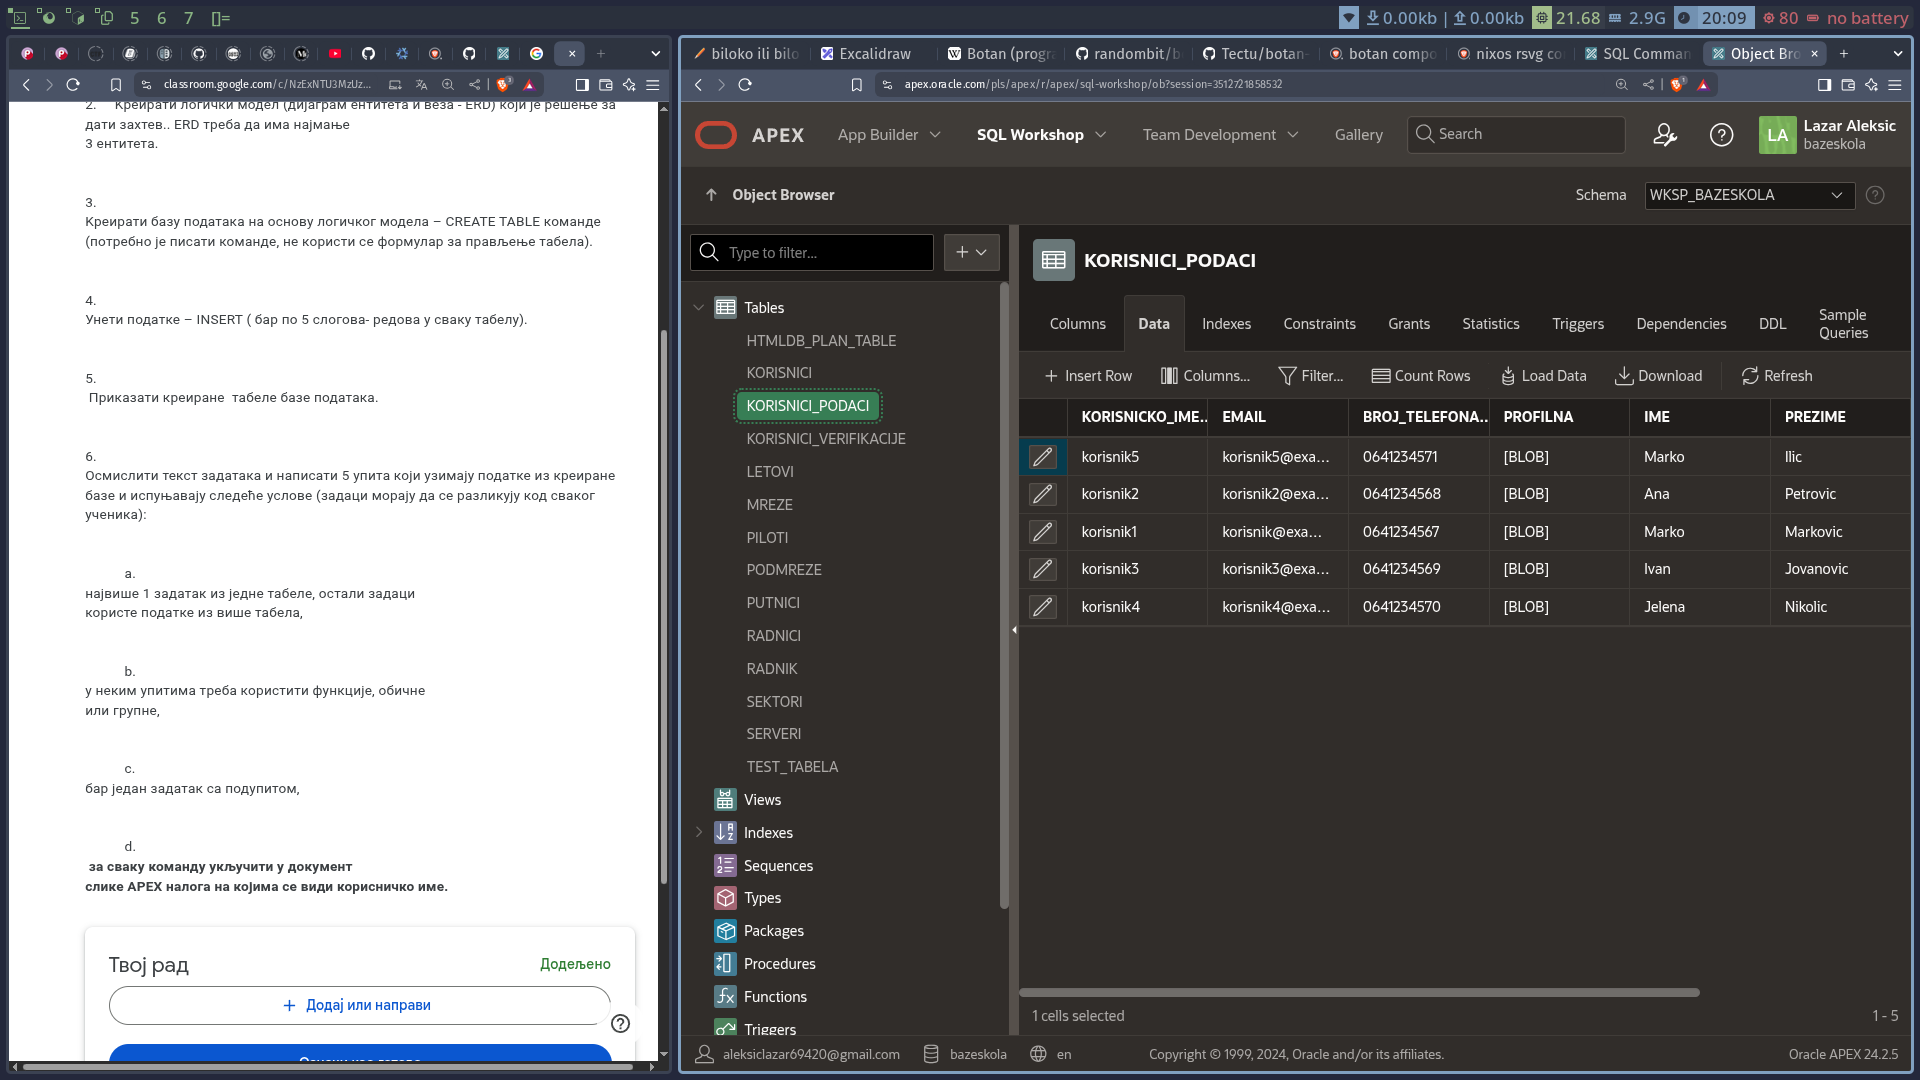 5 6 7 []=
0.00kb | 0.00kb 21.68 2.9G 20:09 80 no battery
classroom.google.com/c/NzExNTU3MzUz...
2. Креирати логички модел (дијаграм ентитета и веза - ERD) који је решење за
дати захтев.. ERD треба да има најмање
3 ентитета.
3.
Креирати базу података на основу логичког модела – CREATE TABLE команде
(потребно је писати команде, не користи се формулар за прављење табела).
4.
Унети податке – INSERT ( бар по 5 слогова- редова у сваку табелу).
5.
Приказати креиране табеле базе података.
6.
Осмислити текст задатака и написати 5 упита који узимају податке из креиране
базе и испуњавају следеће услове (задаци морају да се разликују код сваког
ученика):
a.
највише 1 задатак из једне табеле, остали задаци
користе податке из више табела,
b.
у неким упитима треба користити функције, обичне
или групне,
c.
бар један задатак са подупитом,
d.
за сваку команду укључити у документ
слике APEX налога на којима се види корисничко име.
Твој рад
Додељено
Додај или направи
biloko ili bilo
Excalidraw
Botan (progra
randombit/b
Tectu/botan-
botan compo
nixos rsvg co
SQL Comman
Object Bro
apex.oracle.com/pls/apex/r/apex/sql-workshop/ob?session=3512721858532
APEX
App Builder
SQL Workshop
Team Development
Gallery
Search
LA
Lazar Aleksic
bazeskola
Object Browser
Schema
WKSP_BAZESKOLA
Type to filter...
Tables
HTMLDB_PLAN_TABLE
KORISNICI
KORISNICI_PODACI
KORISNICI_VERIFIKACIJE
LETOVI
MREZE
PILOTI
PODMREZE
PUTNICI
RADNICI
RADNIK
SEKTORI
SERVERI
TEST_TABELA
Views
Indexes
Sequences
Types
Packages
Procedures
Functions
Triggers
KORISNICI_PODACI
Columns Data Indexes Constraints Grants Statistics Triggers Dependencies DDL Sample Queries
Insert Row Columns... Filter... Count Rows Load Data Download Refresh
KORISNICKO_IME.. EMAIL BROJ_TELEFONA.. PROFILNA IME PREZIME
korisnik5 korisnik5@exa... 0641234571 [BLOB] Marko Ilic
korisnik2 korisnik2@exa... 0641234568 [BLOB] Ana Petrovic
korisnik1 korisnik@exa... 0641234567 [BLOB] Marko Markovic
korisnik3 korisnik3@exa... 0641234569 [BLOB] Ivan Jovanovic
korisnik4 korisnik4@exa... 0641234570 [BLOB] Jelena Nikolic
1 cells selected
1 - 5
aleksiclazar69420@gmail.com bazeskola en Copyright © 1999, 2024, Oracle and/or its affiliates. Oracle APEX 24.2.5